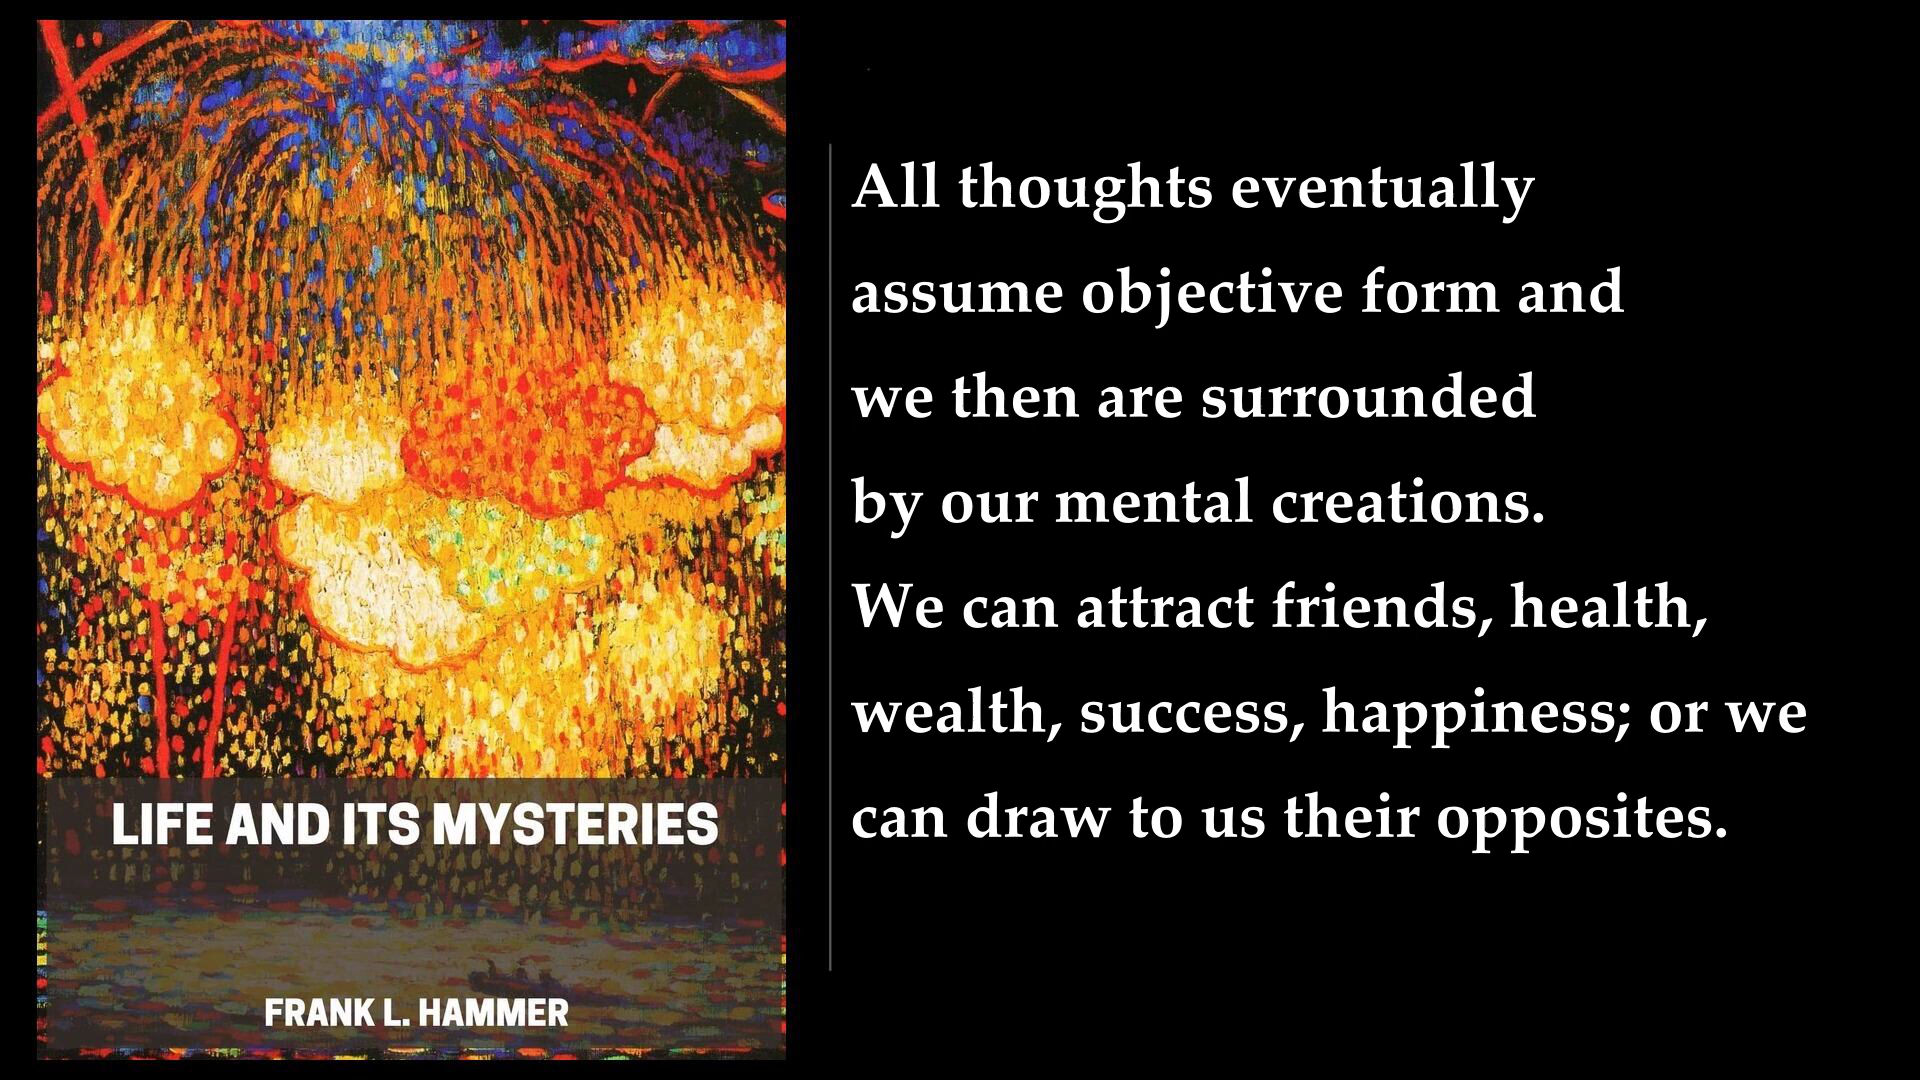 LIFE AND ITS MYSTERIES
FRANK L. HAMMER
All thoughts eventually
assume objective form and
we then are surrounded
by our mental creations.
We can attract friends, health,
wealth, success, happiness; or we
can draw to us their opposites.